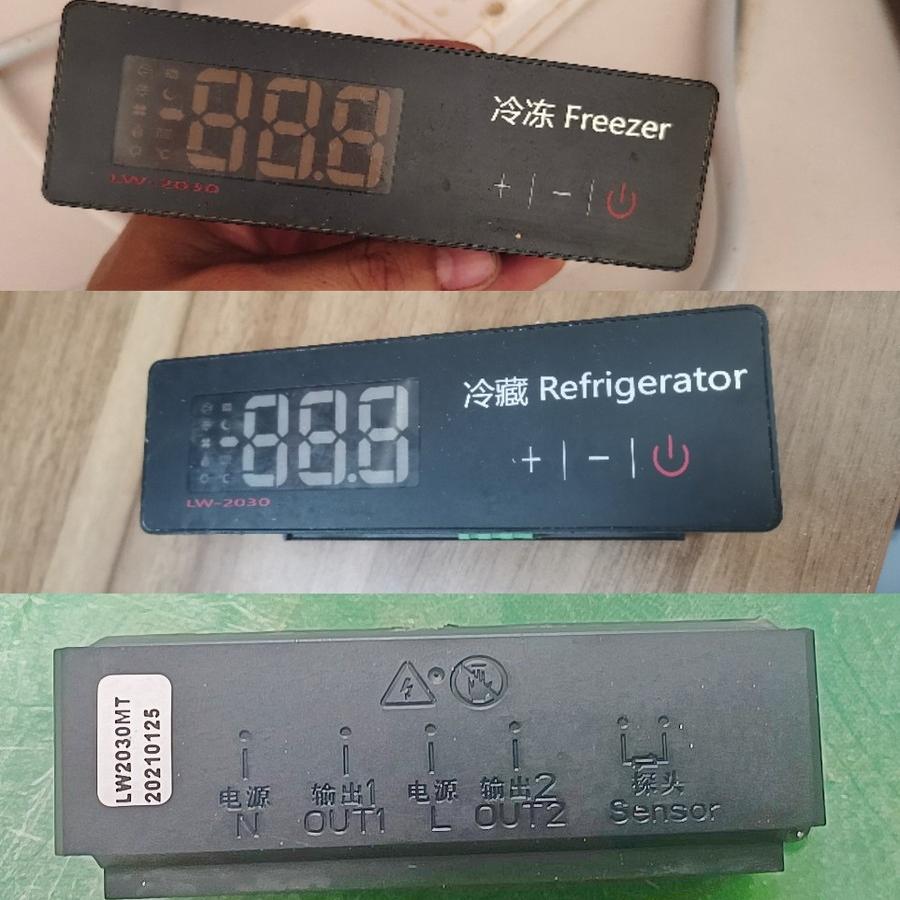 88.8
冷冻 Freezer
LW-2030
+ | − |
88.8
冷藏 Refrigerator
+ | − |
LW-2030
LW2030MT
20210125
电源 输出1 电源 输出2 探头
N OUT1 L OUT2 Sensor